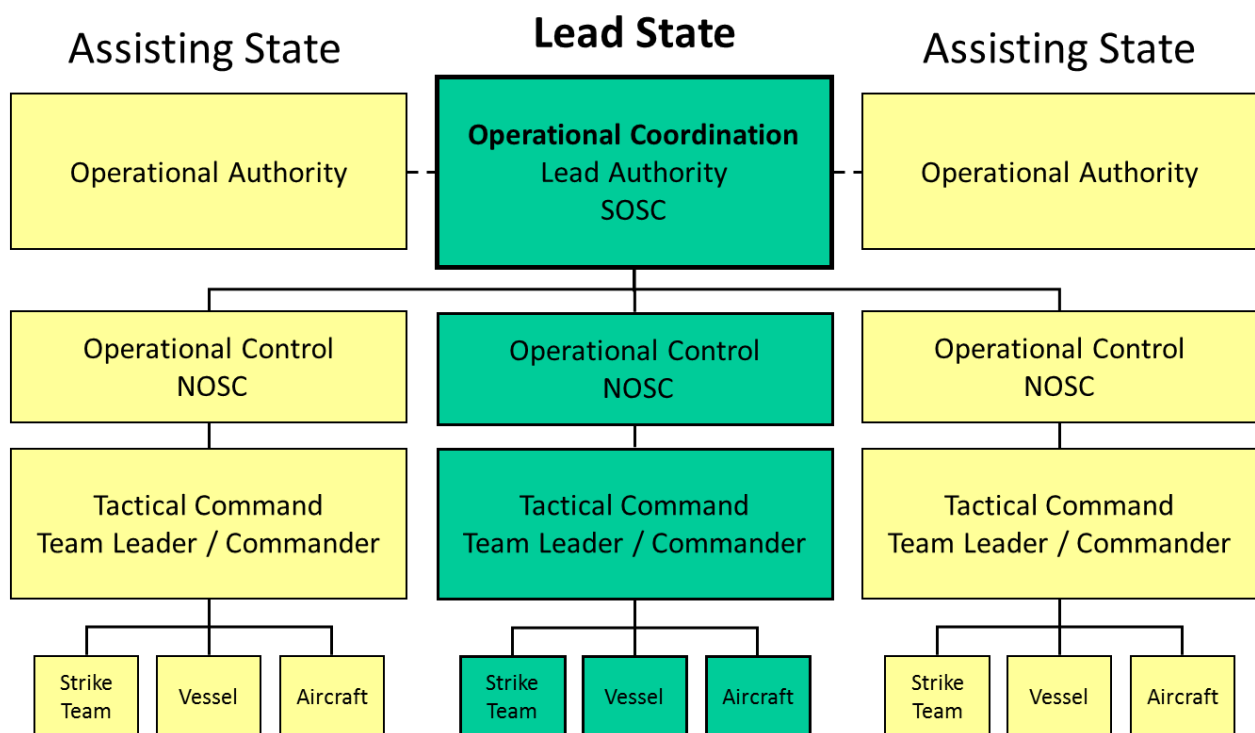 Assisting State
Lead State
Assisting State
Operational Authority
Operational Coordination
Lead Authority
SOSC
Operational Authority
Operational Control
NOSC
Operational Control
NOSC
Operational Control
NOSC
Tactical Command
Team Leader / Commander
Tactical Command
Team Leader / Commander
Tactical Command
Team Leader / Commander
Strike
Team
Vessel
Aircraft
Strike
Team
Vessel
Aircraft
Strike
Team
Vessel
Aircraft